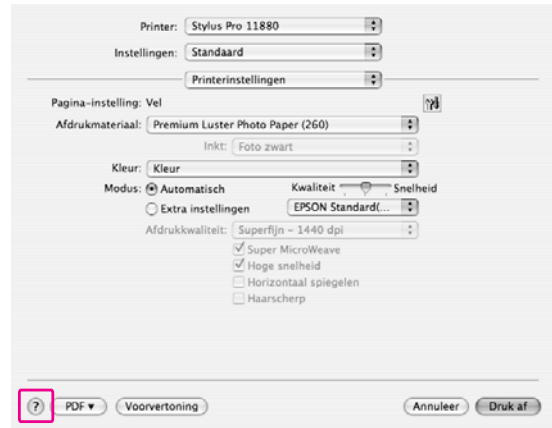 Printer: Stylus Pro 11880
Instellingen: Standaard
Printerinstellingen
Pagina-instelling: Vel
Afdrukmateriaal: Premium Luster Photo Paper (260)
Inkt: Foto zwart
Kleur: Kleur
Modus: Automatisch Kwaliteit Snelheid
Extra instellingen EPSON Standard(...
Afdrukkwaliteit: Superfijn - 1440 dpi
Super MicroWeave
Hoge snelheid
Horizontaal spiegelen
Haarscherp
? PDF Voorvertoning Annuleer Druk af